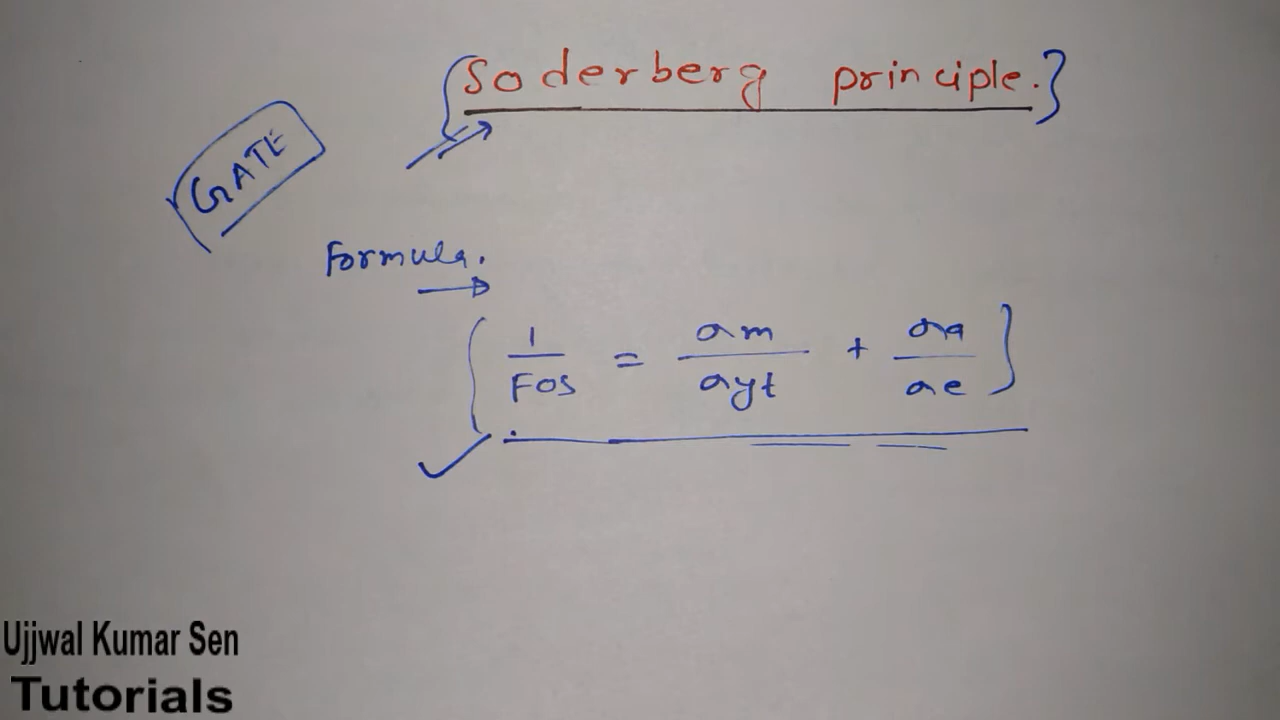 Soderberg principle.
GATE
Formula.
1/FOS = σm/σyt + σa/σe
Ujjwal Kumar Sen
Tutorials